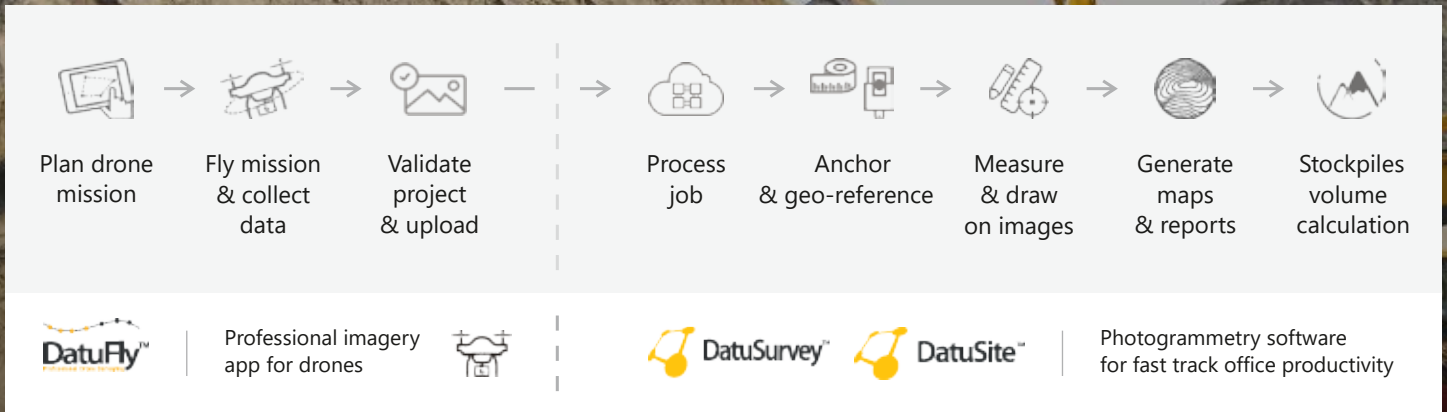 Plan drone
mission
Fly mission
& collect
data
Validate
project
& upload
Process
job
Anchor
& geo-reference
Measure
& draw
on images
Generate
maps
& reports
Stockpiles
volume
calculation
DatuFly™
Professional imagery
app for drones
DatuSurvey™
DatuSite™
Photogrammetry software
for fast track office productivity